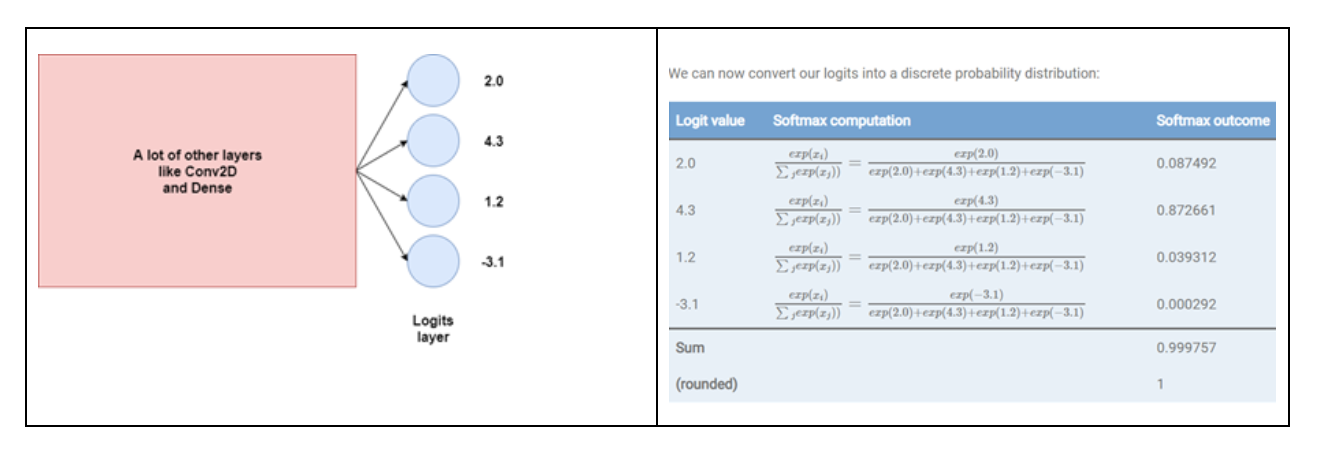 A lot of other layers
like Conv2D
and Dense
2.0
4.3
1.2
-3.1
Logits
layer
We can now convert our logits into a discrete probability distribution:
Logit value Softmax computation Softmax outcome
2.0 \frac{exp(x_i)}{\sum_j exp(x_j))} = \frac{exp(2.0)}{exp(2.0)+exp(4.3)+exp(1.2)+exp(−3.1)} 0.087492
4.3 \frac{exp(x_i)}{\sum_j exp(x_j))} = \frac{exp(4.3)}{exp(2.0)+exp(4.3)+exp(1.2)+exp(−3.1)} 0.872661
1.2 \frac{exp(x_i)}{\sum_j exp(x_j))} = \frac{exp(1.2)}{exp(2.0)+exp(4.3)+exp(1.2)+exp(−3.1)} 0.039312
-3.1 \frac{exp(x_i)}{\sum_j exp(x_j))} = \frac{exp(−3.1)}{exp(2.0)+exp(4.3)+exp(1.2)+exp(−3.1)} 0.000292
Sum 0.999757
(rounded) 1